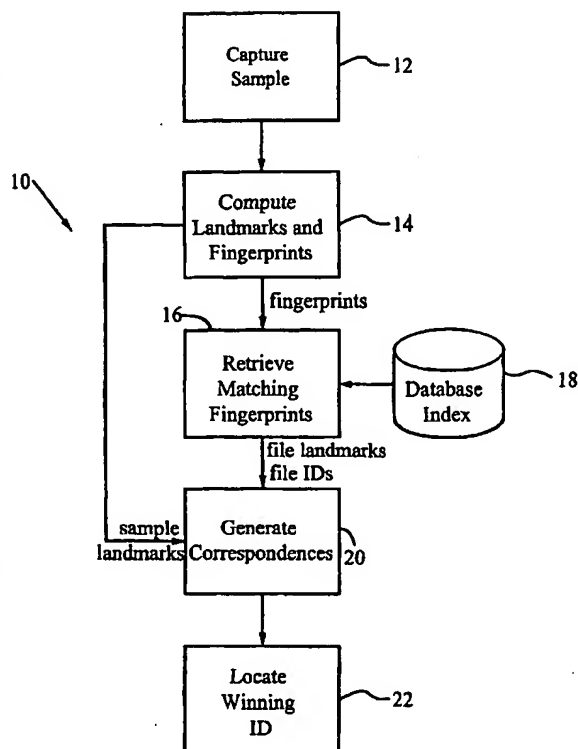 Capture
Sample
12
10
Compute
Landmarks and
Fingerprints
14
fingerprints
16
Retrieve
Matching
Fingerprints
Database
Index
18
file landmarks
file IDs
sample
landmarks
Generate
Correspondences
20
Locate
Winning
ID
22